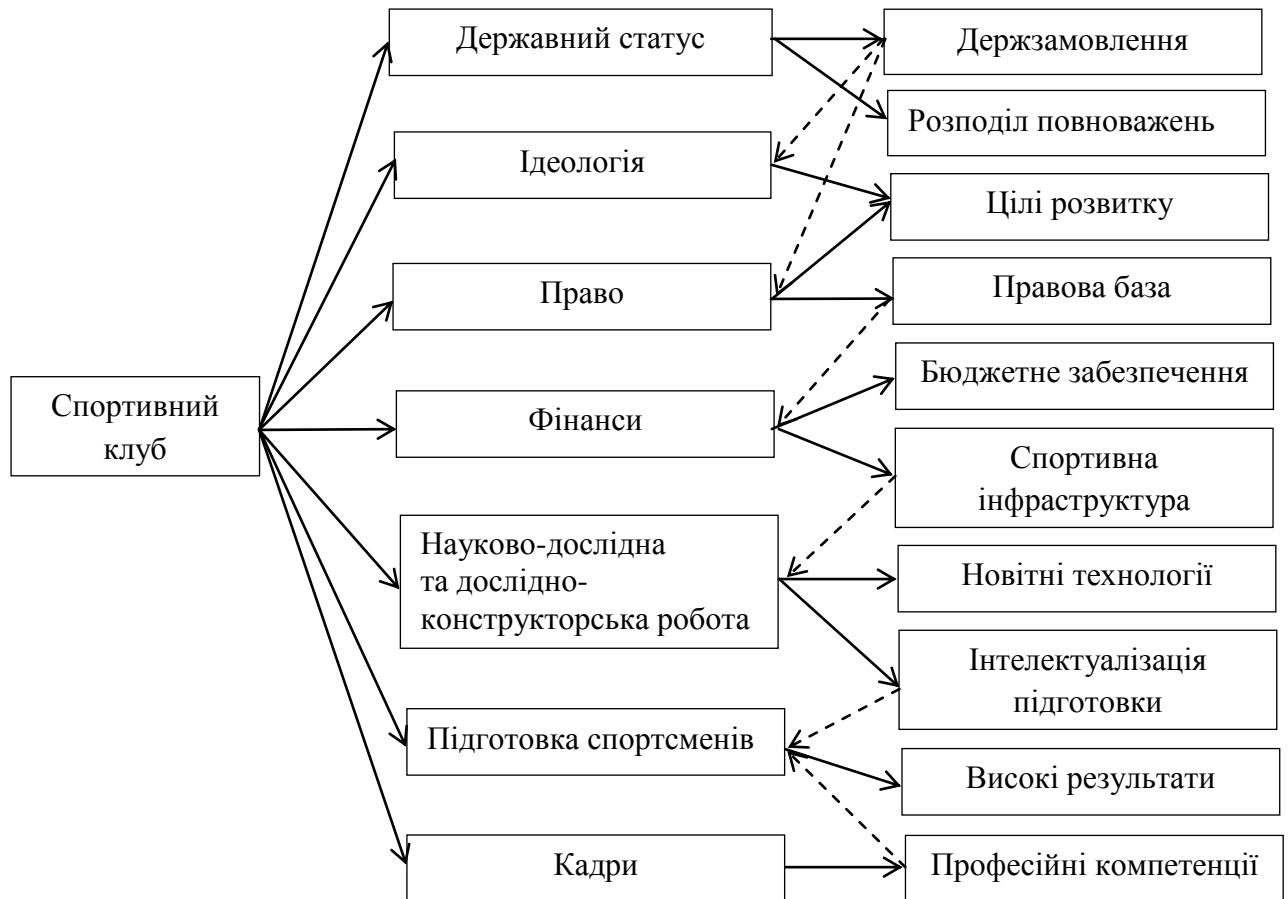 Державний статус
Держзамовлення
Розподіл повноважень
Ідеологія
Цілі розвитку
Право
Правова база
Спортивний
клуб
Фінанси
Бюджетне забезпечення
Спортивна
інфраструктура
Науково-дослідна
та дослідно-
конструкторська робота
Новітні технології
Інтелектуалізація
підготовки
Підготовка спортсменів
Високі результати
Кадри
Професійні компетенції